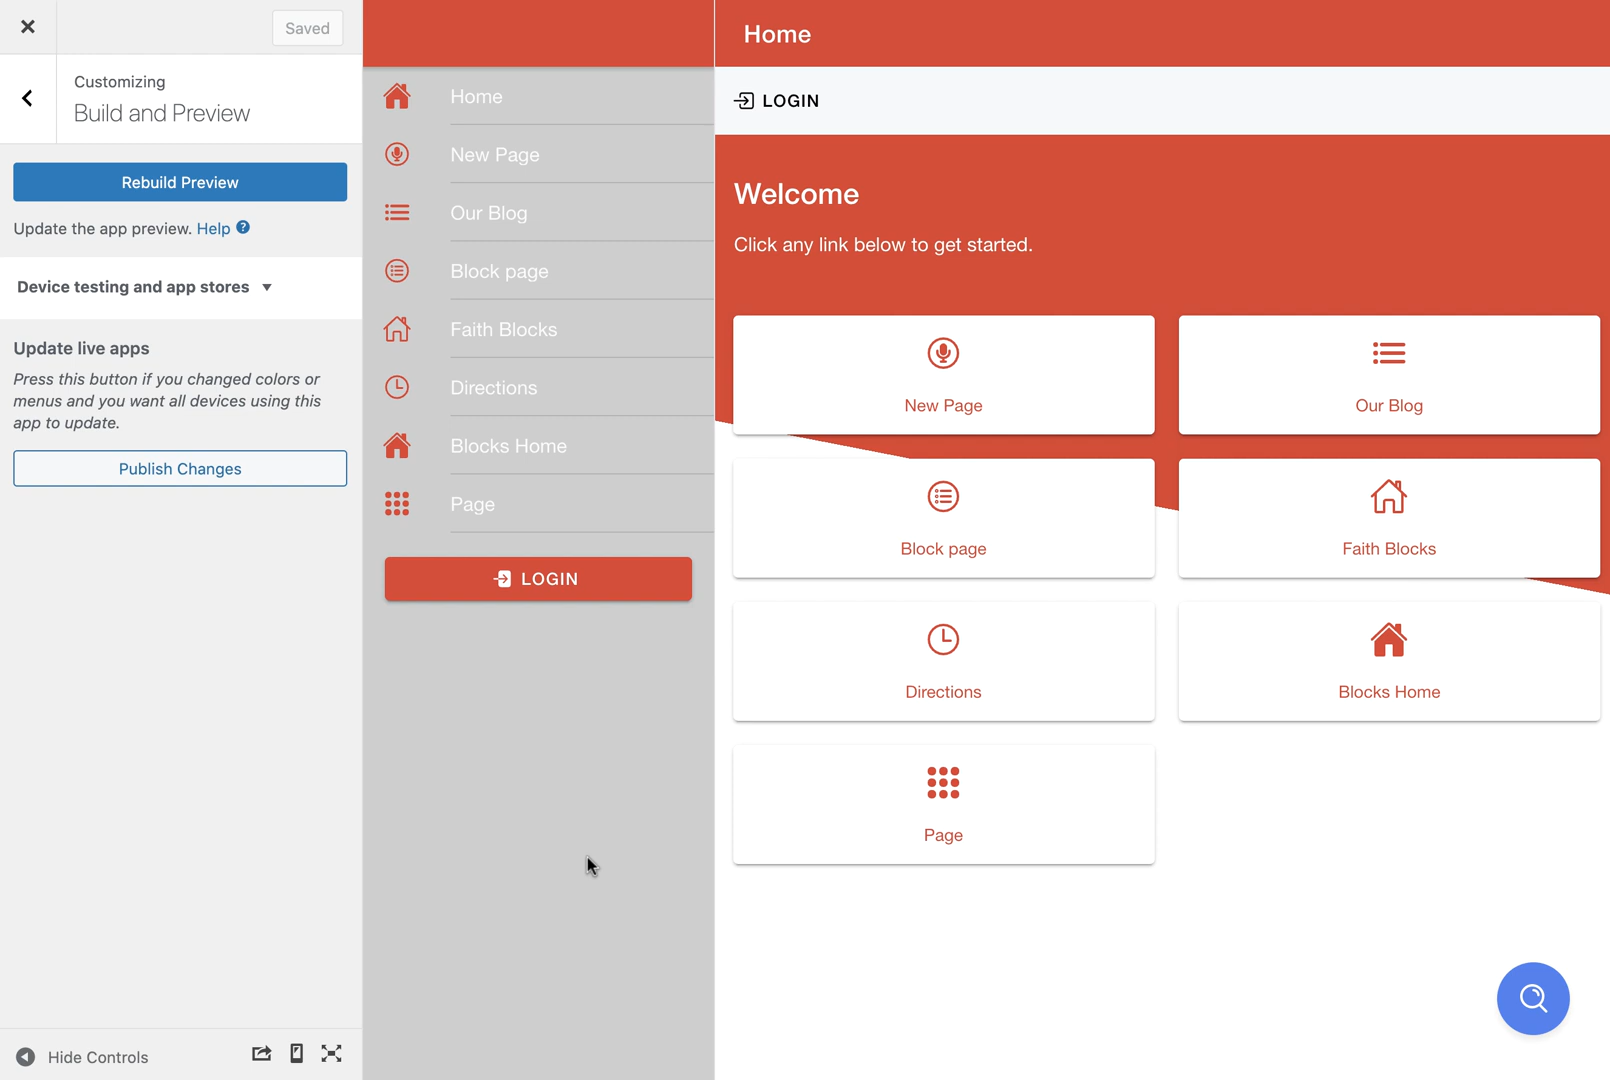 Saved
Customizing
Build and Preview
Rebuild Preview
Update the app preview. Help ?
Device testing and app stores
Update live apps
Press this button if you changed colors or
menus and you want all devices using this
app to update.
Publish Changes
Hide Controls
Home
New Page
Our Blog
Block page
Faith Blocks
Directions
Blocks Home
Page
LOGIN
Home
LOGIN
Welcome
Click any link below to get started.
New Page
Our Blog
Block page
Faith Blocks
Directions
Blocks Home
Page